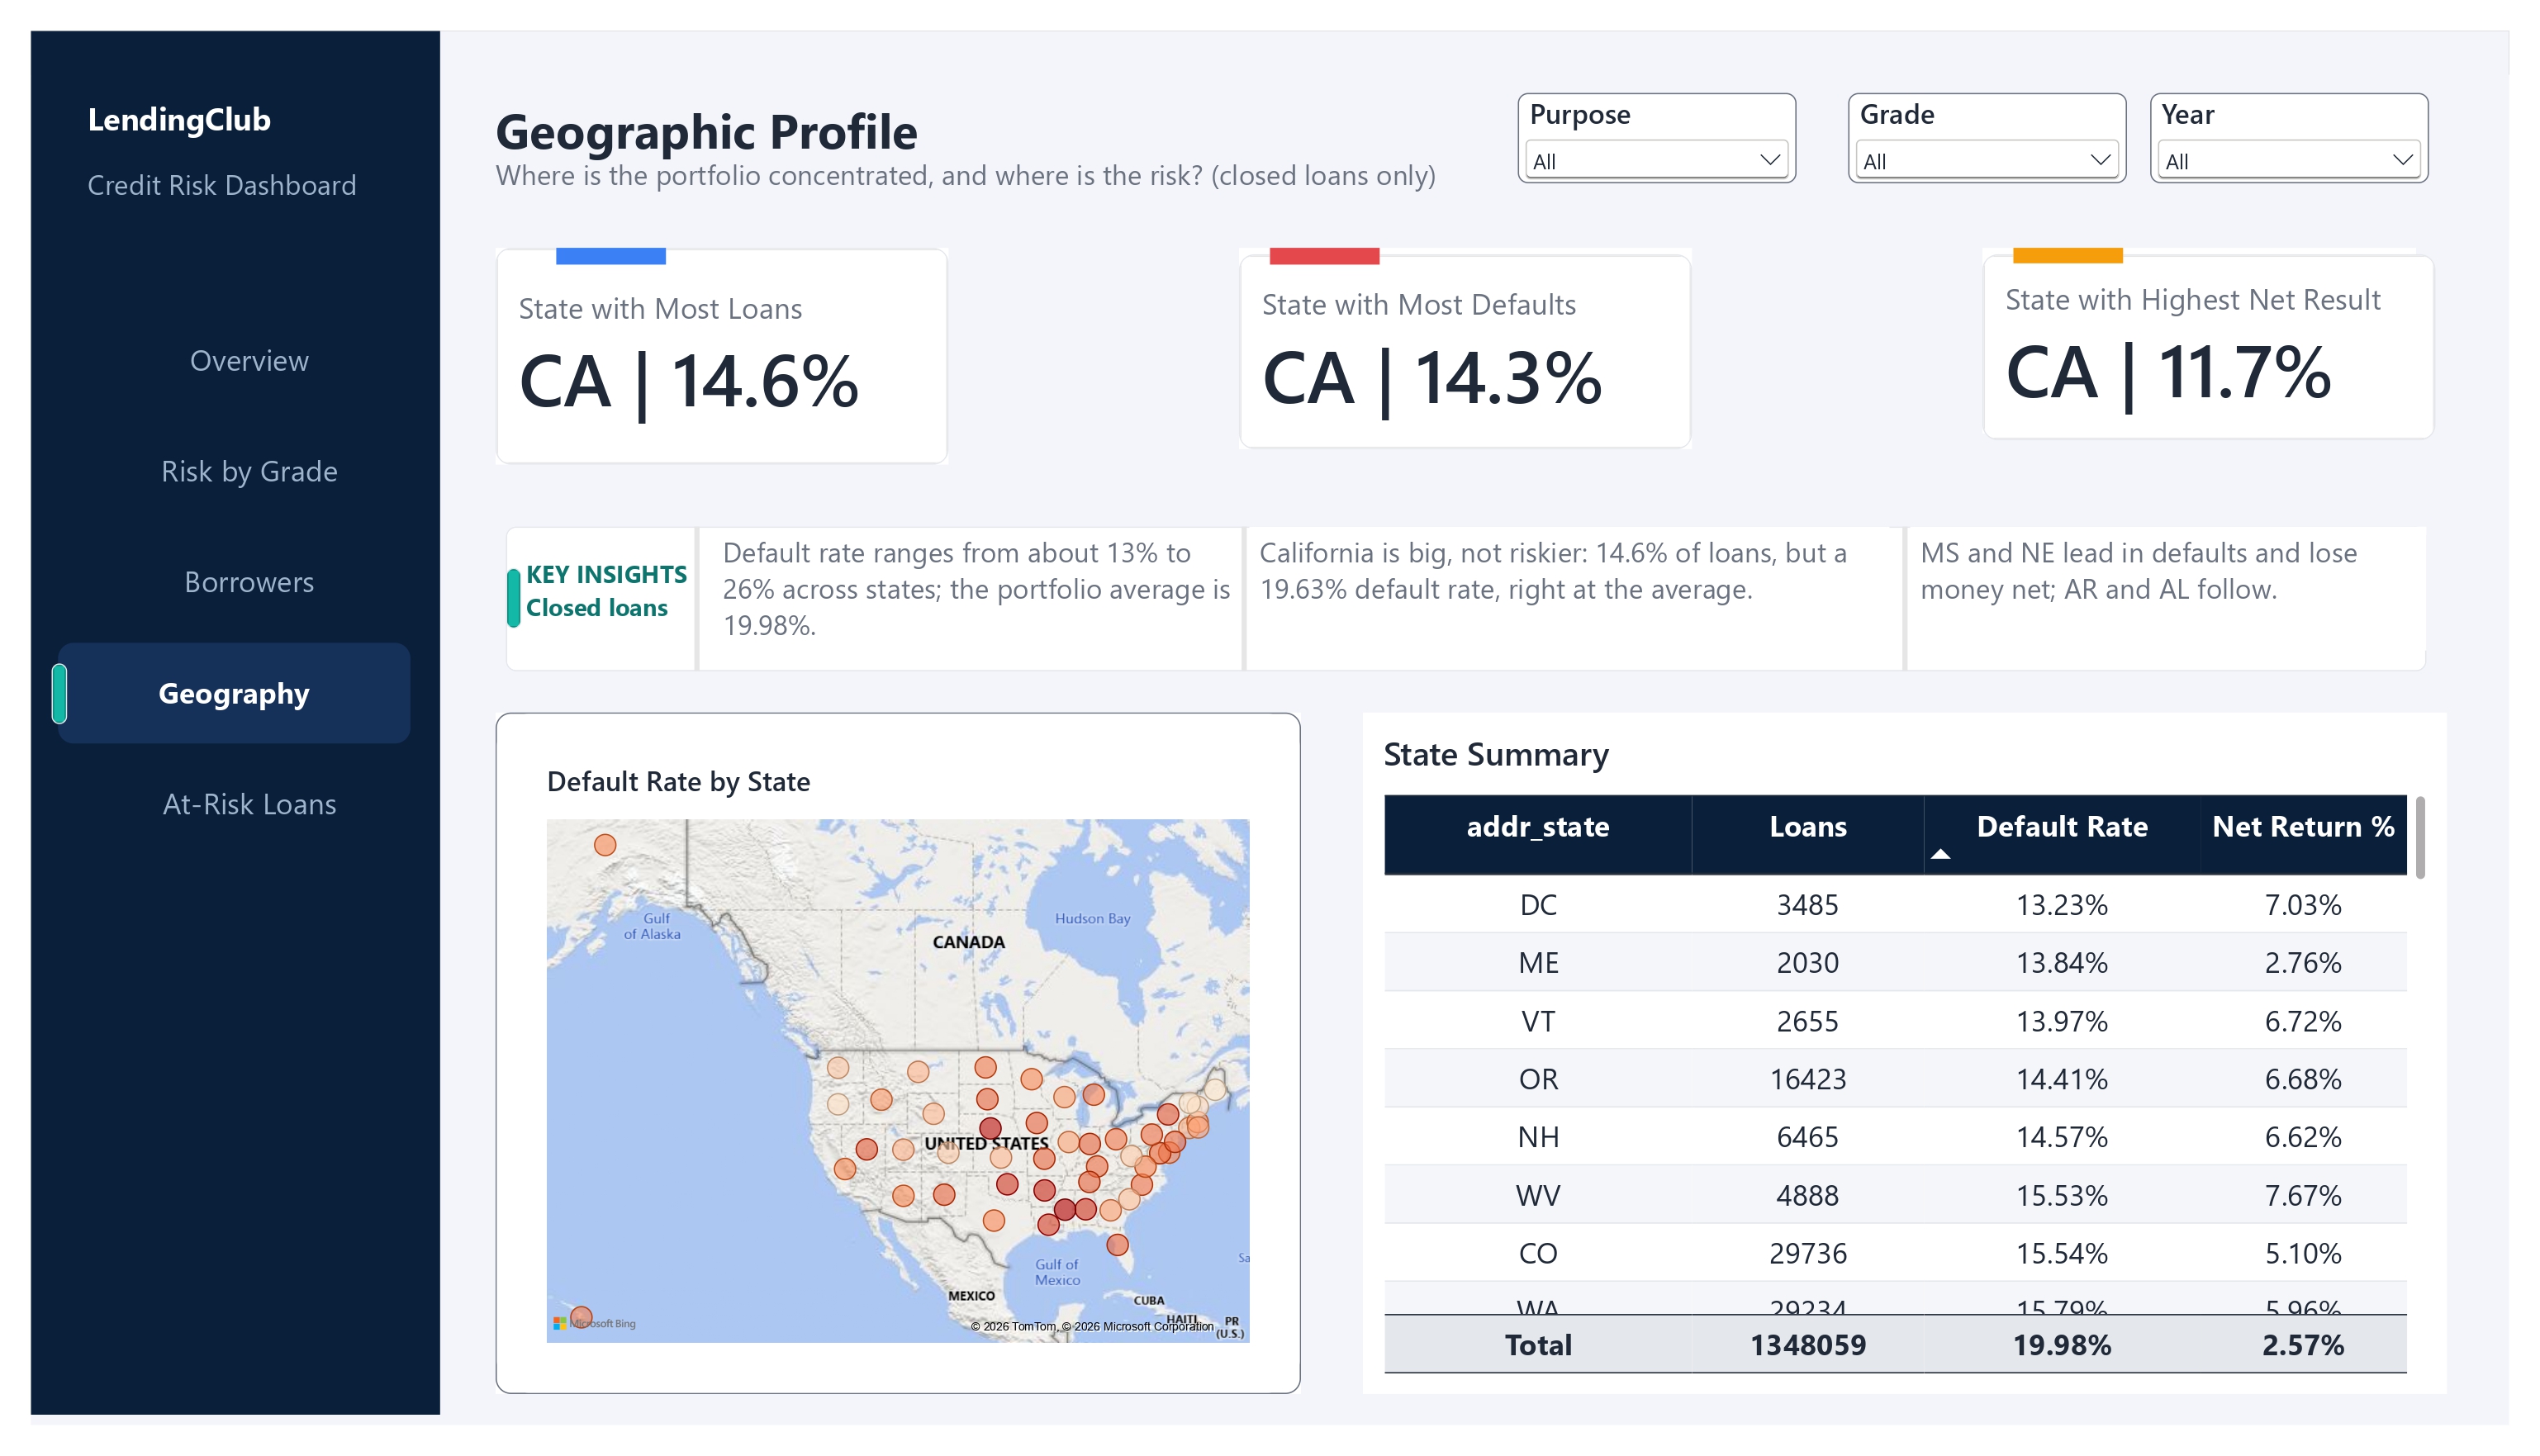 LendingClub
Credit Risk Dashboard
Overview
Risk by Grade
Borrowers
Geography
At-Risk Loans
Geographic Profile
Where is the portfolio concentrated, and where is the risk? (closed loans only)
Purpose
All
Grade
All
Year
All
State with Most Loans
CA | 14.6%
State with Most Defaults
CA | 14.3%
State with Highest Net Result
CA | 11.7%
KEY INSIGHTS
Closed loans
Default rate ranges from about 13% to
26% across states; the portfolio average is
19.98%.
California is big, not riskier: 14.6% of loans, but a
19.63% default rate, right at the average.
MS and NE lead in defaults and lose
money net; AR and AL follow.
Default Rate by State
Gulf
of Alaska
Hudson Bay
CANADA
UNITED STATES
Gulf of
Mexico
MEXICO
CUBA
HAITI
PR
(U.S.)
Sa
Microsoft Bing
© 2026 TomTom, © 2026 Microsoft Corporation
State Summary
addr_state Loans Default Rate Net Return %
DC 3485 13.23% 7.03%
ME 2030 13.84% 2.76%
VT 2655 13.97% 6.72%
OR 16423 14.41% 6.68%
NH 6465 14.57% 6.62%
WV 4888 15.53% 7.67%
CO 29736 15.54% 5.10%
WA 29234 15.79% 5.96%
Total 1348059 19.98% 2.57%